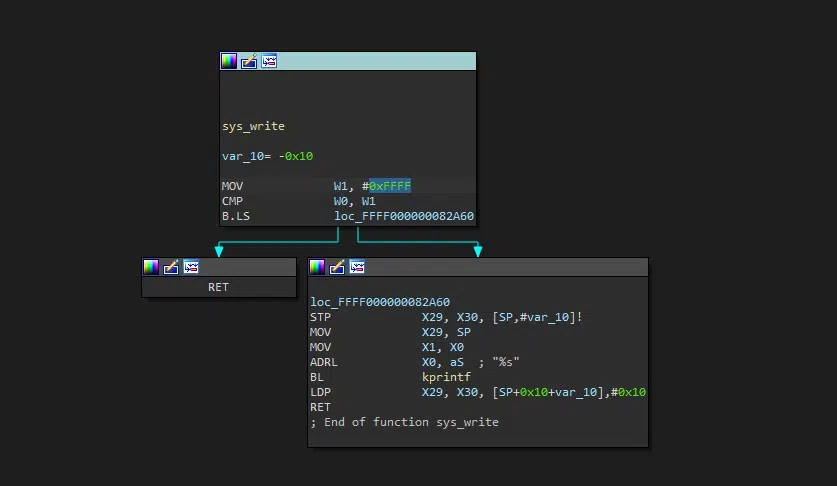 sys_write
var_10= -0x10
MOV W1, #0xFFFF
CMP W0, W1
B.LS loc_FFFF000000082A60
RET
loc_FFFF000000082A60
STP X29, X30, [SP,#var_10]!
MOV X29, SP
MOV X1, X0
ADRL X0, aS ; "%s"
BL kprintf
LDP X29, X30, [SP+0x10+var_10],#0x10
RET
; End of function sys_write